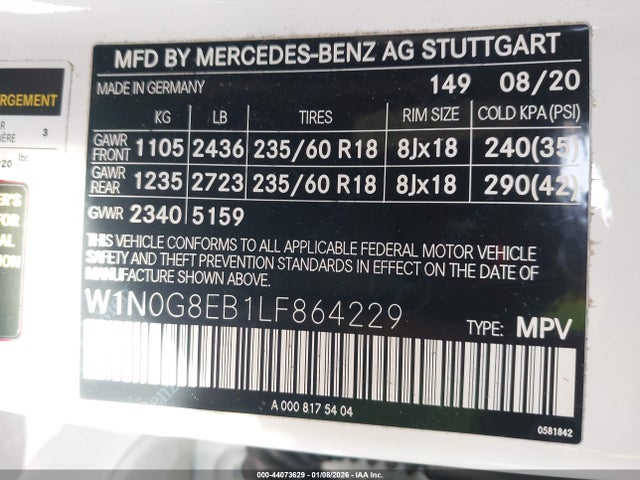 MFD BY MERCEDES-BENZ AG STUTTGART
MADE IN GERMANY 149 08/20
KG LB TIRES RIM SIZE COLD KPA (PSI)
GAWR FRONT 1105 2436 235/60 R18 8Jx18 240(35)
GAWR REAR 1235 2723 235/60 R18 8Jx18 290(42)
GVWR 2340 5159
THIS VEHICLE CONFORMS TO ALL APPLICABLE FEDERAL MOTOR VEHICLE
SAFETY AND THEFT PREVENTION STANDARDS IN EFFECT ON THE DATE OF
MANUFACTURE SHOWN ABOVE.
W1N0G8EB1LF864229
TYPE: MPV
A 000 817 54 04
0581842
ARGEMENT
3
lbs
000-44073629 - 01/08/2026 - IAA Inc.